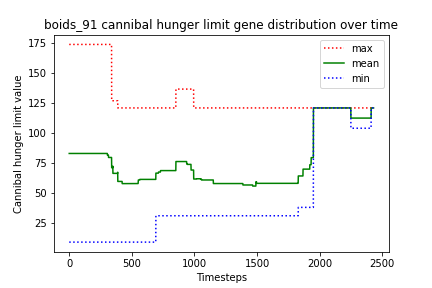 boids_91 cannibal hunger limit gene distribution over time
175
150
125
100
75
50
25
Cannibal hunger limit value
max
mean
min
0
500
1000
1500
2000
2500
Timesteps